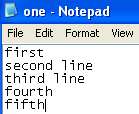 one - Notepad
File Edit Format View
first
second line
third line
fourth
fifth